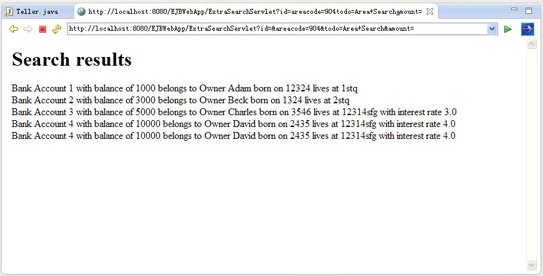 Teller.java
http://localhost:8080/EJBWebApp/ExtraSearchServlet?id=&areacode=904&todo=Area+Search&amount=
http://localhost:8080/EJBWebApp/ExtraSearchServlet?id=&areacode=904&todo=Area+Search&amount=
Search results
Bank Account 1 with balance of 1000 belongs to Owner Adam born on 12324 lives at 1stq
Bank Account 2 with balance of 3000 belongs to Owner Beck born on 1324 lives at 2stq
Bank Account 3 with balance of 5000 belongs to Owner Charles born on 3546 lives at 12314sfg with interest rate 3.0
Bank Account 4 with balance of 10000 belongs to Owner David born on 2435 lives at 12314sfg with interest rate 4.0
Bank Account 4 with balance of 10000 belongs to Owner David born on 2435 lives at 12314sfg with interest rate 4.0